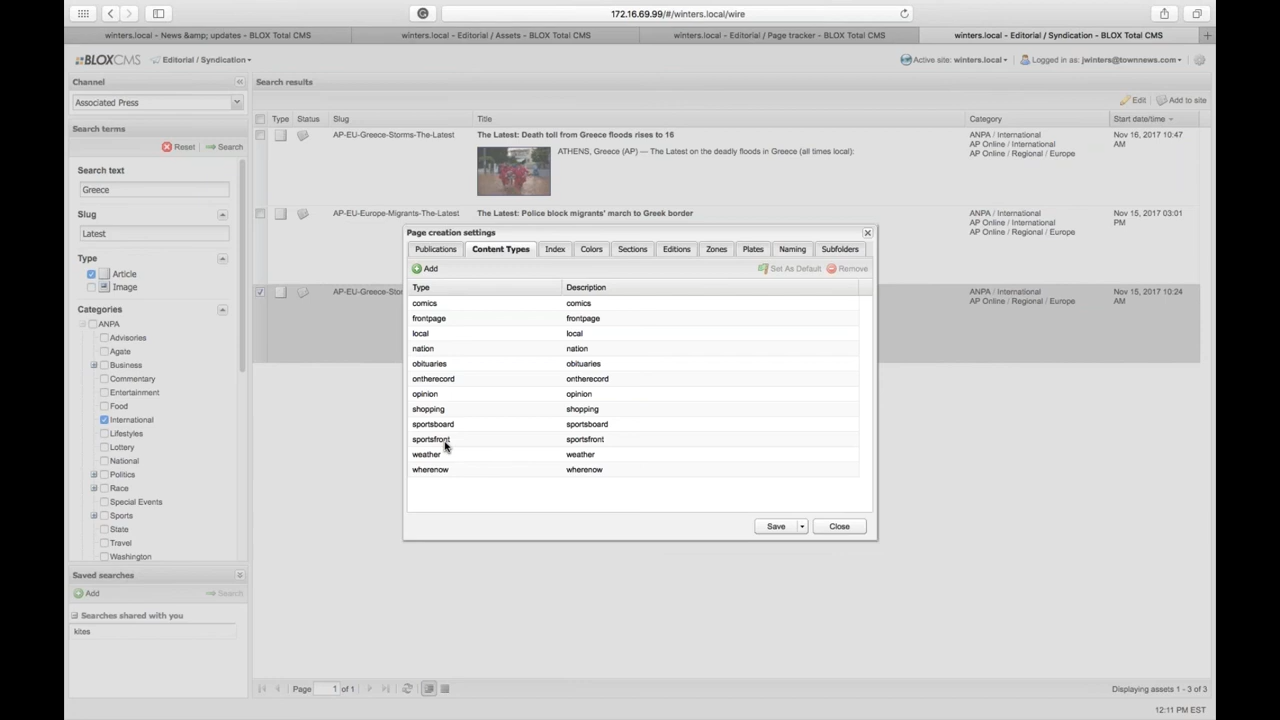 172.16.69.99/#/winters.local/wire
winters.local - News &amp; updates - BLOX Total CMS
winters.local - Editorial / Assets - BLOX Total CMS
winters.local - Editorial / Page tracker - BLOX Total CMS
winters.local - Editorial / Syndication - BLOX Total CMS
BLOXCMS
Editorial / Syndication
Active site: winters.local
Logged in as: jwinters@townnews.com
Channel
Associated Press
Search terms
Reset
Search
Search text
Greece
Slug
Latest
Type
Article
Image
Categories
ANPA
Advisories
Agate
Business
Commentary
Entertainment
Food
International
Lifestyles
Lottery
National
Politics
Race
Special Events
Sports
State
Travel
Washington
Saved searches
Add
Search
Searches shared with you
kites
Search results
Edit
Add to site
Type Status Slug Title Category Start date/time
AP-EU-Greece-Storms-The-Latest
The Latest: Death toll from Greece floods rises to 16
ATHENS, Greece (AP) — The Latest on the deadly floods in Greece (all times local):
ANPA / International
AP Online / International
AP Online / Regional / Europe
Nov 16, 2017 10:47
AM
AP-EU-Europe-Migrants-The-Latest
The Latest: Police block migrants' march to Greek border
ANPA / International
AP Online / International
AP Online / Regional / Europe
Nov 15, 2017 03:01
PM
AP-EU-Greece-Sto
ANPA / International
AP Online / Regional / Europe
Nov 15, 2017 10:24
AM
Page creation settings
Publications Content Types Index Colors Sections Editions Zones Plates Naming Subfolders
Add
Set As Default
Remove
Type Description
comics comics
frontpage frontpage
local local
nation nation
obituaries obituaries
ontherecord ontherecord
opinion opinion
shopping shopping
sportsboard sportsboard
sportsfront sportsfront
weather weather
wherenow wherenow
Save
Close
Page 1 of 1
Displaying assets 1 - 3 of 3
12:11 PM EST